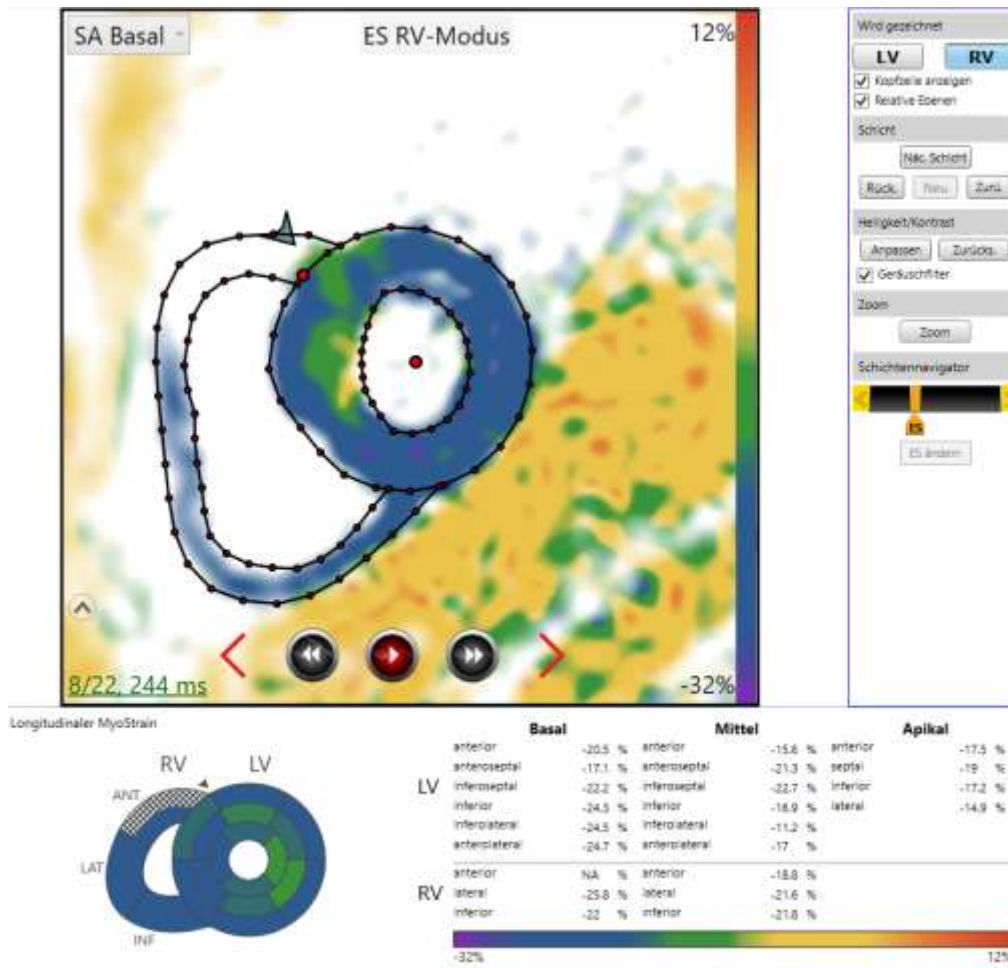 SA Basal
ES RV-Modus
12%
8/22, 244 ms
-32%
Wird gezeichnet
LV RV
Kopfzeile anzeigen
Relative Ebenen
Schicht
Näc. Schicht
Rück. Neu Zurü.
Helligkeit/Kontrast
Anpassen Zurücks.
Geräuschfilter
Zoom
Zoom
Schichtennavigator
ES
ES ändern
Longitudinaler MyoStrain
RV LV
ANT
LAT
INF
Basal Mittel Apikal
LV
anterior -20.5 % anterior -15.6 % anterior -17.5 %
anteroseptal -17.1 % anteroseptal -21.3 % septal -19 %
inferoseptal -22.2 % inferoseptal -22.7 % inferior -17.2 %
inferior -24.3 % inferior -18.9 % lateral -14.9 %
inferolateral -24.5 % inferolateral -11.2 %
anterolateral -24.7 % anterolateral -17 %
RV
anterior NA % anterior -18.8 %
lateral -25.8 % lateral -21.6 %
inferior -22 % inferior -21.8 %
-32% 12%